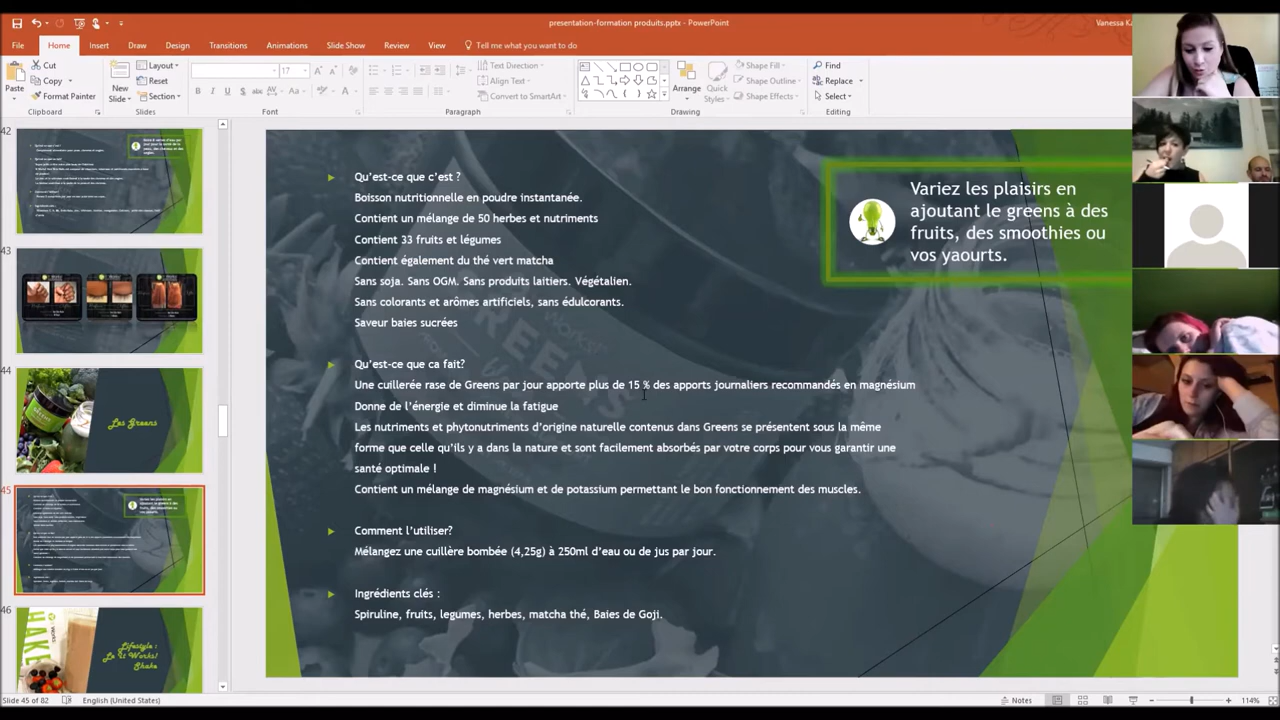 presentation-formation produits.pptx - PowerPoint
Vanessa
File Home Insert Draw Design Transitions Animations Slide Show Review View Tell me what you want to do
Paste
Cut
Copy
Format Painter
Clipboard
New Slide
Layout
Reset
Section
Slides
17
Font
Text Direction
Align Text
Convert to SmartArt
Paragraph
Arrange
Quick Styles
Shape Fill
Shape Outline
Shape Effects
Drawing
Find
Replace
Select
Editing
42
43
44
Les Greens
45
46
Lifestyle :
Le it Works!
Shake
Qu'est-ce que c'est ?
Boisson nutritionnelle en poudre instantanée.
Contient un mélange de 50 herbes et nutriments
Contient 33 fruits et légumes
Contient également du thé vert matcha
Sans soja. Sans OGM. Sans produits laitiers. Végétalien.
Sans colorants et arômes artificiels, sans édulcorants.
Saveur baies sucrées
Qu'est-ce que ca fait?
Une cuillerée rase de Greens par jour apporte plus de 15 % des apports journaliers recommandés en magnésium
Donne de l'énergie et diminue la fatigue
Les nutriments et phytonutriments d'origine naturelle contenus dans Greens se présentent sous la même
forme que celle qu'ils y a dans la nature et sont facilement absorbés par votre corps pour vous garantir une
santé optimale !
Contient un mélange de magnésium et de potassium permettant le bon fonctionnement des muscles
Comment l'utiliser?
Mélangez une cuillère bombée (4,25g) à 250ml d'eau ou de jus par jour.
Ingrédients clés :
Spiruline, fruits, legumes, herbes, matcha thé, Baies de Goji.
Variez les plaisirs en
ajoutant le greens à des
fruits, des smoothies ou
vos yaourts.
Slide 45 of 82 English (United States) Notes 114%